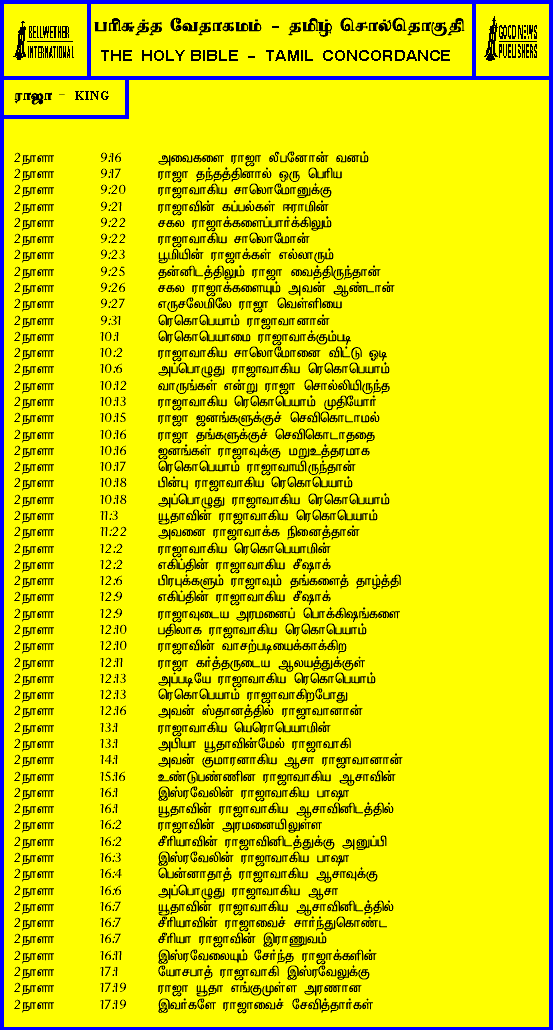 BELLWETHER
INTERNATIONAL
பரிசுத்த வேதாகமம் - தமிழ் சொல்தொகுதி
THE HOLY BIBLE - TAMIL CONCORDANCE
GOOD NEWS
PUBLISHERS
ராஜா - KING
2நாளா 9:16 அவைகளை ராஜா லீபனோன் வனம்
2நாளா 9:17 ராஜா தந்தத்தினால் ஒரு பெரிய
2நாளா 9:20 ராஜாவாகிய சாலொமோனுக்கு
2நாளா 9:21 ராஜாவின் கப்பல்கள் ஈராமின்
2நாளா 9:22 சகல ராஜாக்களைப்பார்க்கிலும்
2நாளா 9:22 ராஜாவாகிய சாலொமோன்
2நாளா 9:23 பூமியின் ராஜாக்கள் எல்லாரும்
2நாளா 9:25 தன்னிடத்திலும் ராஜா வைத்திருந்தான்
2நாளா 9:26 சகல ராஜாக்களையும் அவன் ஆண்டான்
2நாளா 9:27 எருசலேமிலே ராஜா வெள்ளியை
2நாளா 9:31 ரெகொபெயாம் ராஜாவானான்
2நாளா 10:1 ரெகொபெயாமை ராஜாவாக்கும்படி
2நாளா 10:2 ராஜாவாகிய சாலொமோனை விட்டு ஓடி
2நாளா 10:6 அப்பொழுது ராஜாவாகிய ரெகொபெயாம்
2நாளா 10:12 வாருங்கள் என்று ராஜா சொல்லியிருந்த
2நாளா 10:13 ராஜாவாகிய ரெகொபெயாம் முதியோர்
2நாளா 10:15 ராஜா ஜனங்களுக்குச் செவிகொடாமல்
2நாளா 10:16 ராஜா தங்களுக்குச் செவிகொடாததை
2நாளா 10:16 ஜனங்கள் ராஜாவுக்கு மறுஉத்தரமாக
2நாளா 10:17 ரெகொபெயாம் ராஜாவாயிருந்தான்
2நாளா 10:18 பின்பு ராஜாவாகிய ரெகொபெயாம்
2நாளா 10:18 அப்பொழுது ராஜாவாகிய ரெகொபெயாம்
2நாளா 11:3 யூதாவின் ராஜாவாகிய ரெகொபெயாம்
2நாளா 11:22 அவனை ராஜாவாக்க நினைத்தான்
2நாளா 12:2 ராஜாவாகிய ரெகொபெயாமின்
2நாளா 12:2 எகிப்தின் ராஜாவாகிய சீஷாக்
2நாளா 12:6 பிரபுக்களும் ராஜாவும் தங்களைத் தாழ்த்தி
2நாளா 12:9 எகிப்தின் ராஜாவாகிய சீஷாக்
2நாளா 12:9 ராஜாவுடைய அரமனைப் பொக்கிஷங்களை
2நாளா 12:10 பதிலாக ராஜாவாகிய ரெகொபெயாம்
2நாளா 12:10 ராஜாவின் வாசற்படியைக்காக்கிற
2நாளா 12:11 ராஜா கர்த்தருடைய ஆலயத்துக்குள்
2நாளா 12:13 அப்படியே ராஜாவாகிய ரெகொபெயாம்
2நாளா 12:13 ரெகொபெயாம் ராஜாவாகிறபோது
2நாளா 12:16 அவன் ஸ்தானத்தில் ராஜாவானான்
2நாளா 13:1 ராஜாவாகிய யெரொபெயாமின்
2நாளா 13:1 அபியா யூதாவின்மேல் ராஜாவாகி
2நாளா 14:1 அவன் குமாரனாகிய ஆசா ராஜாவானான்
2நாளா 15:16 உண்டுபண்ணின ராஜாவாகிய ஆசாவின்
2நாளா 16:1 இஸ்ரவேலின் ராஜாவாகிய பாஷா
2நாளா 16:1 யூதாவின் ராஜாவாகிய ஆசாவினிடத்தில்
2நாளா 16:2 ராஜாவின் அரமனையிலுள்ள
2நாளா 16:2 சீரியாவின் ராஜாவினிடத்துக்கு அனுப்பி
2நாளா 16:3 இஸ்ரவேலின் ராஜாவாகிய பாஷா
2நாளா 16:4 பென்னாதாத் ராஜாவாகிய ஆசாவுக்கு
2நாளா 16:6 அப்பொழுது ராஜாவாகிய ஆசா
2நாளா 16:7 யூதாவின் ராஜாவாகிய ஆசாவினிடத்தில்
2நாளா 16:7 சீரியாவின் ராஜாவைச் சார்ந்துகொண்ட
2நாளா 16:7 சீரியா ராஜாவின் இராணுவம்
2நாளா 16:11 இஸ்ரவேலையும் சேர்ந்த ராஜாக்களின்
2நாளா 17:1 யோசபாத் ராஜாவாகி இஸ்ரவேலுக்கு
2நாளா 17:19 ராஜா யூதா எங்குமுள்ள அரணான
2நாளா 17:19 இவர்களே ராஜாவைச் சேவித்தார்கள்